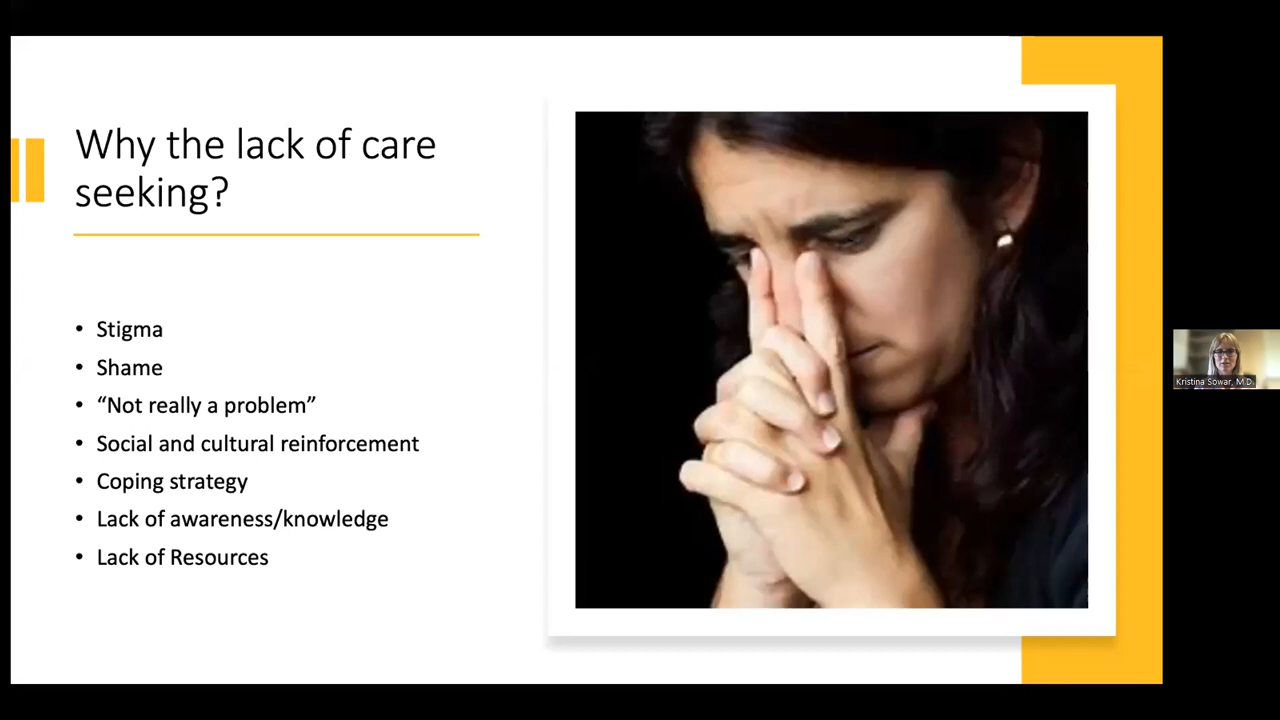 Why the lack of care
seeking?
• Stigma
• Shame
• “Not really a problem”
• Social and cultural reinforcement
• Coping strategy
• Lack of awareness/knowledge
• Lack of Resources
Kristina Sowar, M.D.